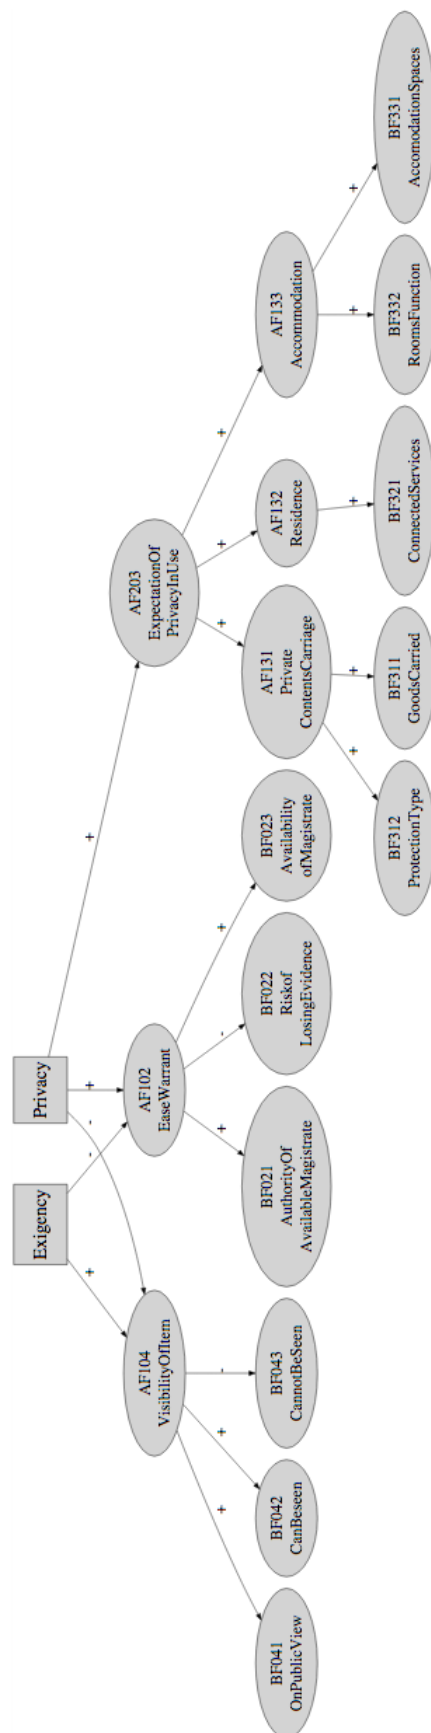 Exigency
Privacy
+
-
-
+
+
AF104
VisibilityOfItem
AF102
EaseWarrant
AF203
ExpectationOf
PrivacyInUse
+
+
-
+
-
+
+
+
+
BF041
OnPublicView
BF042
CanBeseen
BF043
CannotBeSeen
BF021
AuthorityOf
AvailableMagistrate
BF022
Riskof
LosingEvidence
BF023
Availability
ofMagistrate
AF131
Private
ContentsCarriage
AF132
Residence
AF133
Accommodation
+
+
+
+
+
BF312
ProtectionType
BF311
GoodsCarried
BF321
ConnectedServices
BF332
RoomsFunction
BF331
AccomodationSpaces